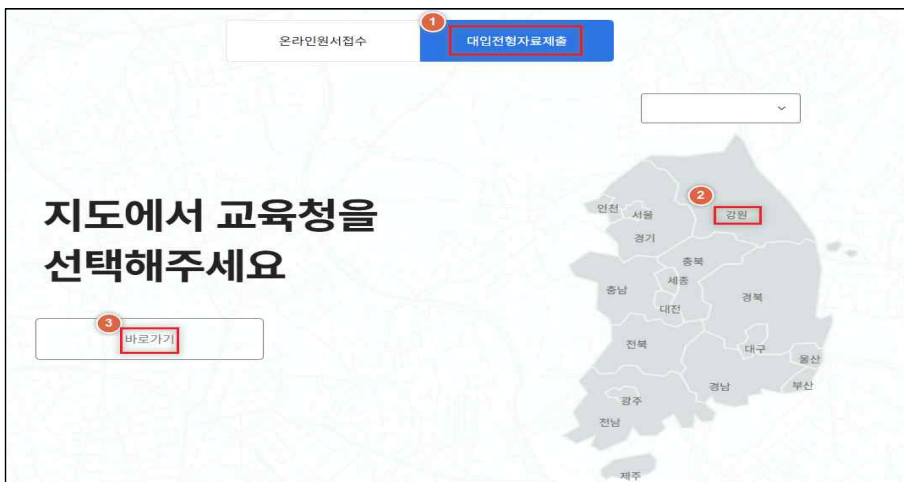 온라인원서접수
1
대입전형자료제출
지도에서 교육청을
선택해주세요
3
바로가기
2
인천
서울
강원
경기
충북
세종
충남
경북
대전
전북
대구
울산
경남
부산
광주
전남
제주